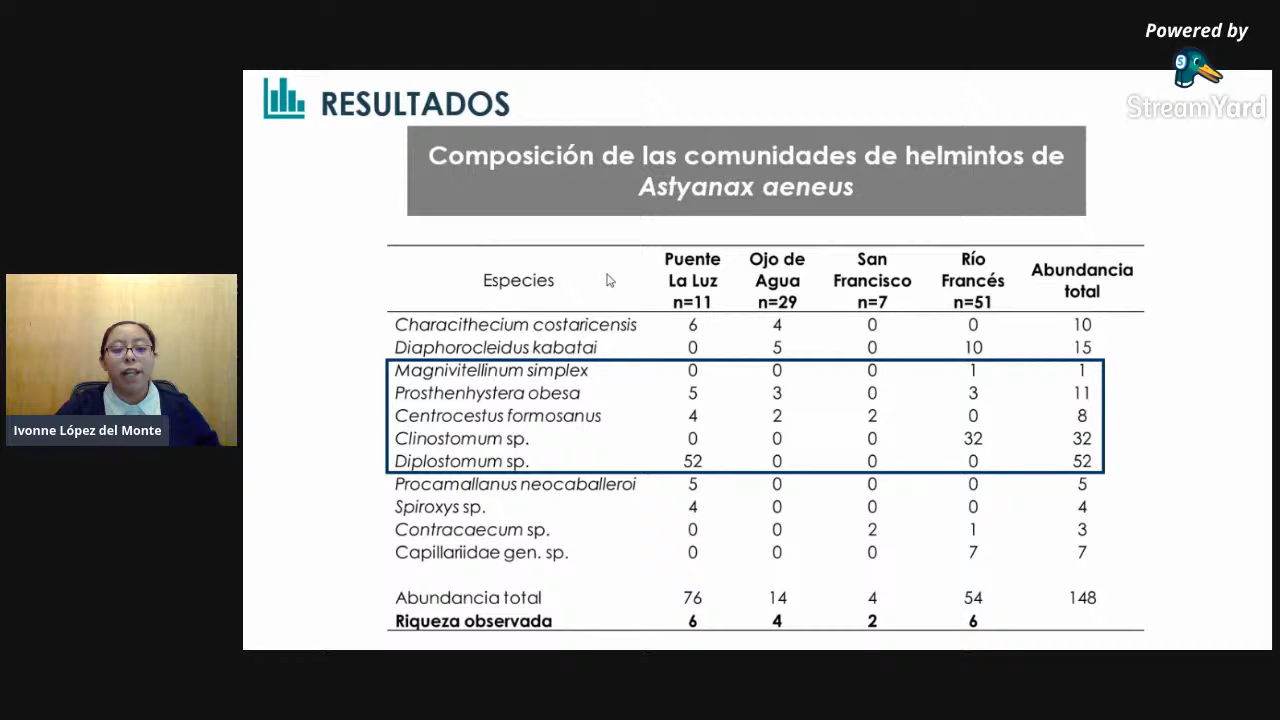 Powered by
StreamYard
RESULTADOS
Composición de las comunidades de helmintos de
Astyanax aeneus
Especies Puente La Luz n=11 Ojo de Agua n=29 San Francisco n=7 Río Francés n=51 Abundancia total
Characithecium costaricensis 6 4 0 0 10
Diaphorocleidus kabatai 0 5 0 10 15
Magnivitellinum simplex 0 0 0 1 1
Prosthenhystera obesa 5 3 0 3 11
Centrocestus formosanus 4 2 2 0 8
Clinostomum sp. 0 0 0 32 32
Diplostomum sp. 52 0 0 0 52
Procamallanus neocaballeroi 5 0 0 0 5
Spiroxys sp. 4 0 0 0 4
Contracaecum sp. 0 0 2 1 3
Capillariidae gen. sp. 0 0 0 7 7
Abundancia total 76 14 4 54 148
Riqueza observada 6 4 2 6
Ivonne López del Monte